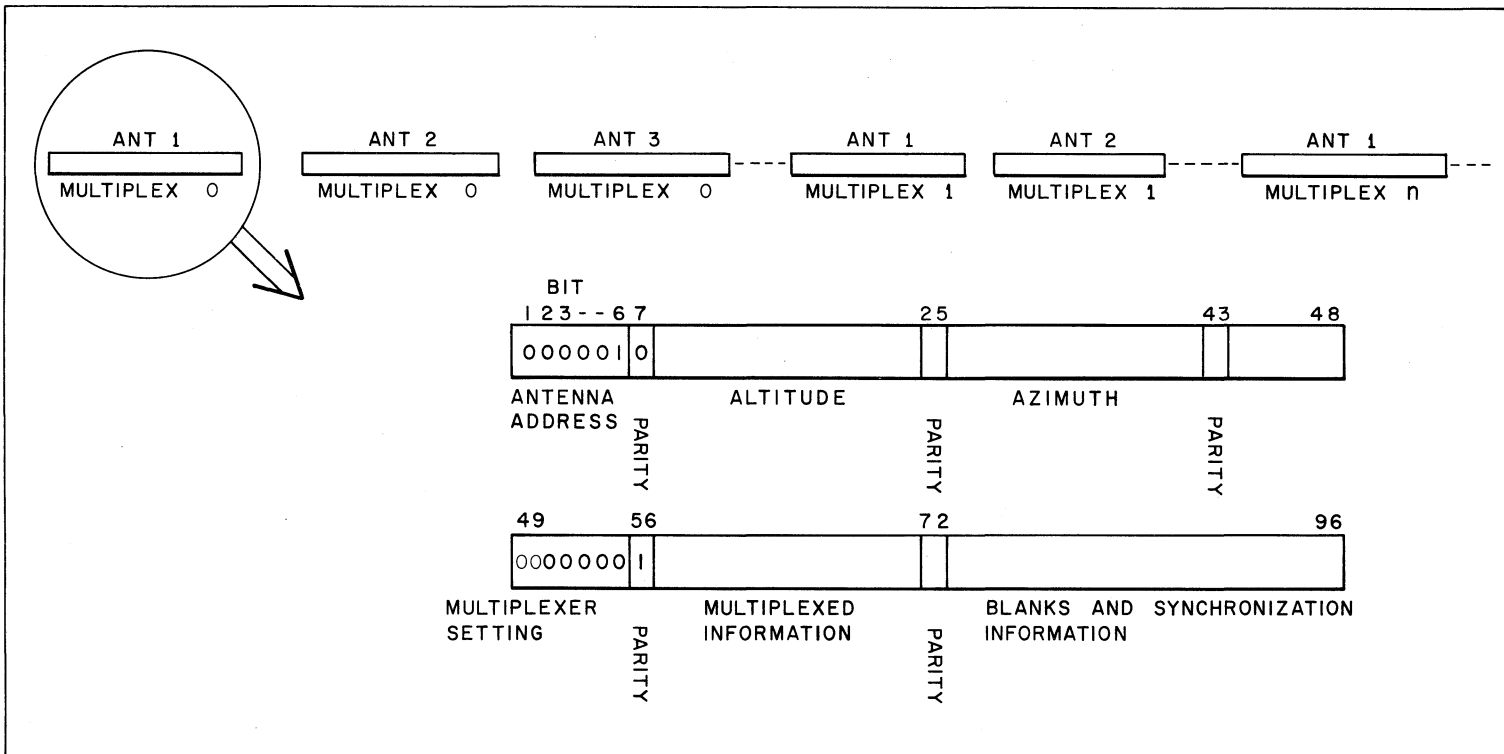 ANT 1 ANT 2 ANT 3 ANT 1 ANT 2 ANT 1
MULTIPLEX 0 MULTIPLEX 0 MULTIPLEX 0 MULTIPLEX 1 MULTIPLEX 1 MULTIPLEX n
BIT
1 2 3 - - 6 7 25 43 48
000001 0
ANTENNA ADDRESS
PARITY
ALTITUDE
PARITY
AZIMUTH
PARITY
49 56 72 96
0000000 1
MULTIPLEXER SETTING
PARITY
MULTIPLEXED INFORMATION
PARITY
BLANKS AND SYNCHRONIZATION INFORMATION